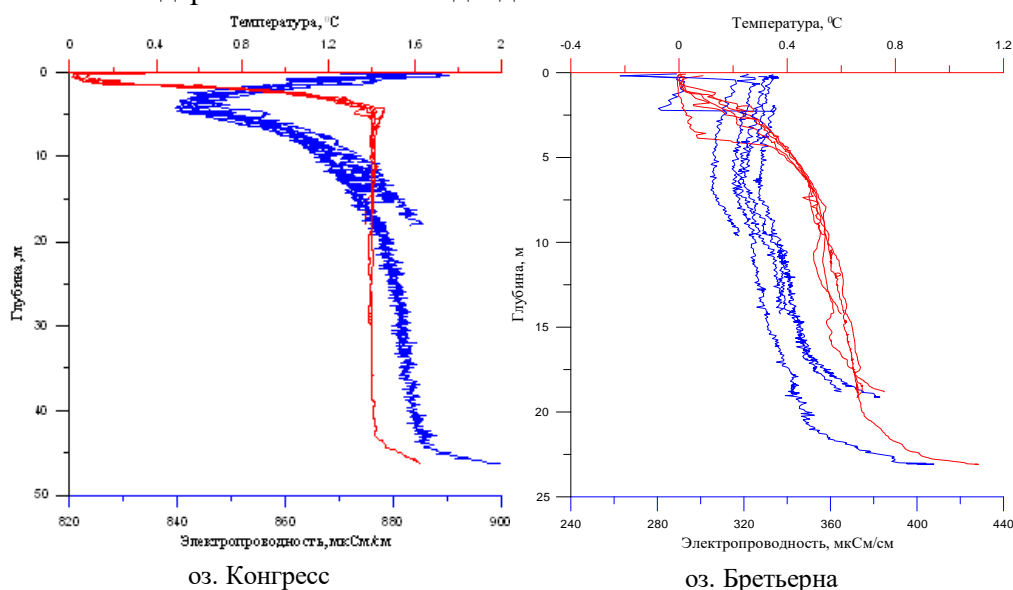 Температура, ⁰С
0 0.4 0.8 1.2 1.6 2
0
10
20
30
40
50
Глубина ,м
820 840 860 880 900
Электропроводность,мкСм/см
оз. Конгресс
Температура, ⁰С
-0.4 0 0.4 0.8 1.2
0
5
10
15
20
25
Глубина, м
240 280 320 360 400 440
Электропроводность, мкСм/см
оз. Бретьерна